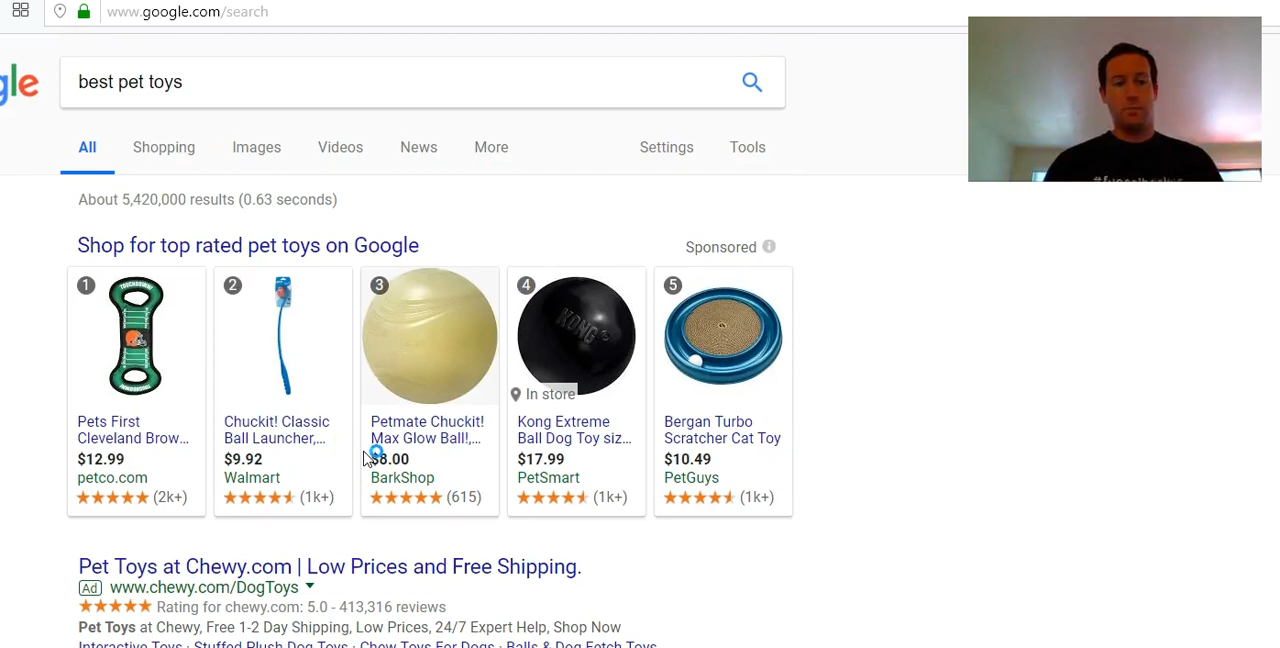 www.google.com/search
gle
best pet toys
All Shopping Images Videos News More Settings Tools
About 5,420,000 results (0.63 seconds)
Shop for top rated pet toys on Google
Sponsored
1 2 3 4 5
TOUCHDOWN!
KONG
In store
Pets First
Cleveland Brow...
$12.99
petco.com
(2k+)
Chuckit! Classic
Ball Launcher,...
$9.92
Walmart
(1k+)
Petmate Chuckit!
Max Glow Ball!,...
$8.00
BarkShop
(615)
Kong Extreme
Ball Dog Toy siz...
$17.99
PetSmart
(1k+)
Bergan Turbo
Scratcher Cat Toy
$10.49
PetGuys
(1k+)
Pet Toys at Chewy.com | Low Prices and Free Shipping.
Ad www.chewy.com/DogToys
Rating for chewy.com: 5.0 - 413,316 reviews
Pet Toys at Chewy, Free 1-2 Day Shipping, Low Prices, 24/7 Expert Help, Shop Now
Interactive Toys · Stuffed Plush Dog Toys · Chew Toys For Dogs · Balls & Dog Fetch Toys